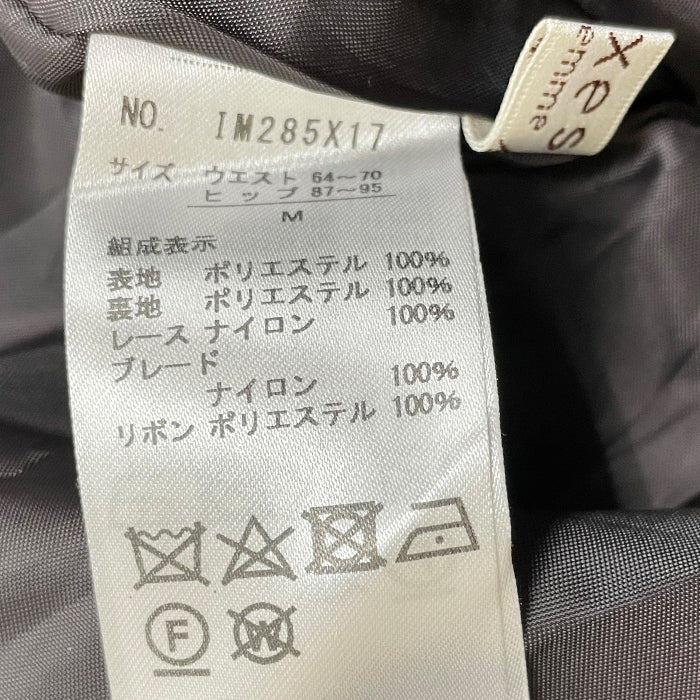 NO. IM285X17
サイズ ウエスト 64～70
ヒップ 87～95
M
組成表示
表地 ポリエステル 100%
裏地 ポリエステル 100%
レース ナイロン 100%
ブレード
ナイロン 100%
リボン ポリエステル 100%
F W
xes
emme